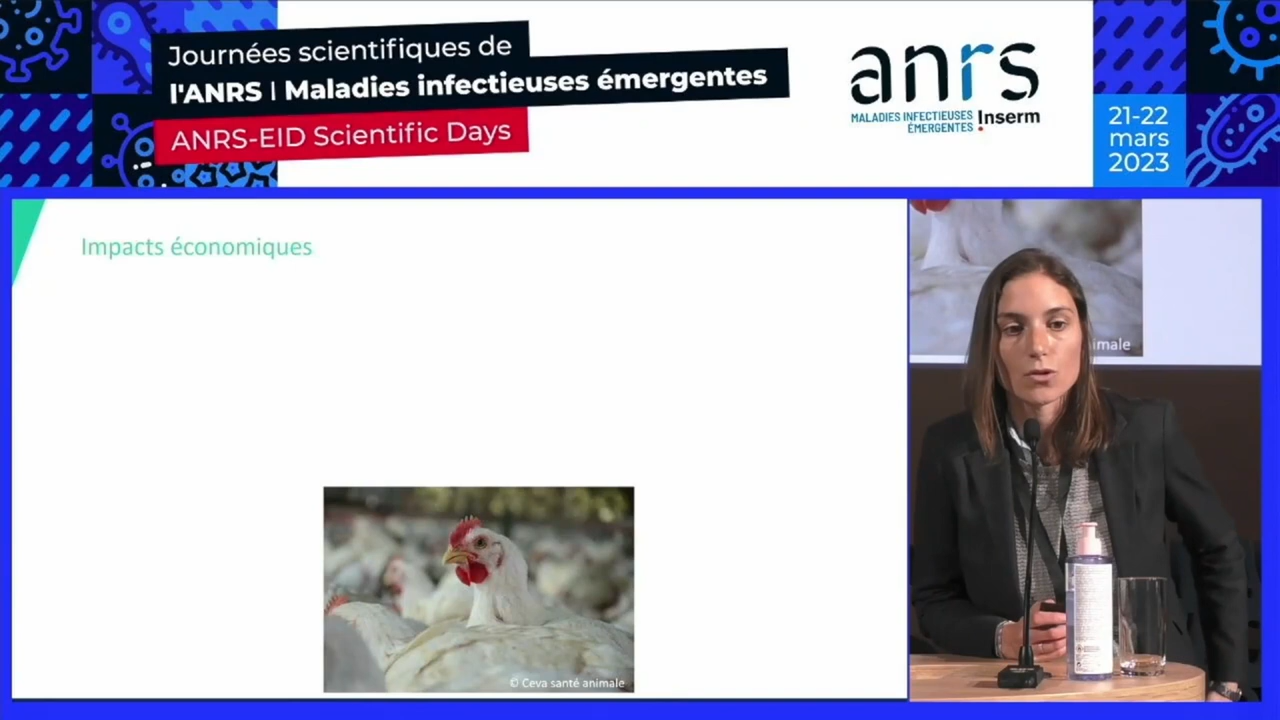 Journées scientifiques de
l'ANRS | Maladies infectieuses émergentes
ANRS-EID Scientific Days
anrs
MALADIES INFECTIEUSES
ÉMERGENTES Inserm
21-22
mars
2023
Impacts économiques
© Ceva santé animale
imale